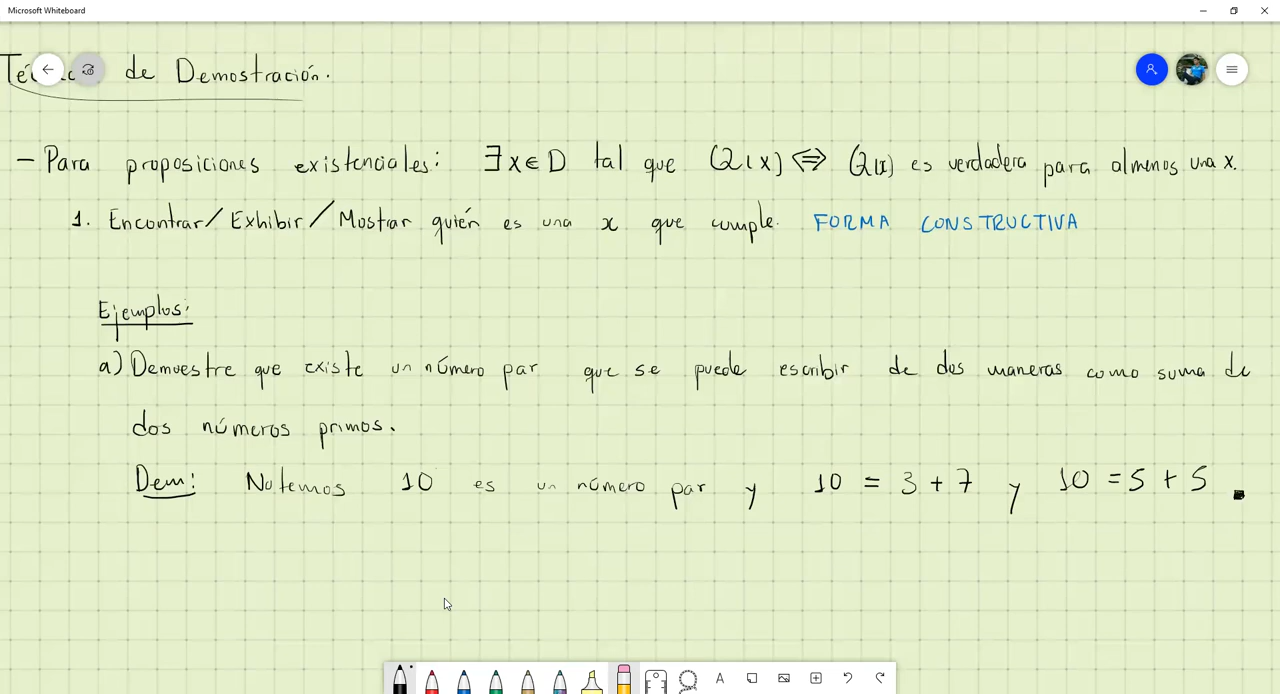 Microsoft Whiteboard
de Demostración.
- Para proposiciones existenciales: ∃x∈D tal que Q(x) ⟺ Q(x) es verdadera para almenos una x.
1. Encontrar/Exhibir/Mostrar quién es una x que cumple. FORMA CONSTRUCTIVA
Ejemplos:
a) Demuestre que existe un número par que se puede escribir de dos maneras como suma de
dos números primos.
Dem: Notemos 10 es un número par y 10 = 3 + 7 y 10 = 5 + 5 ▪